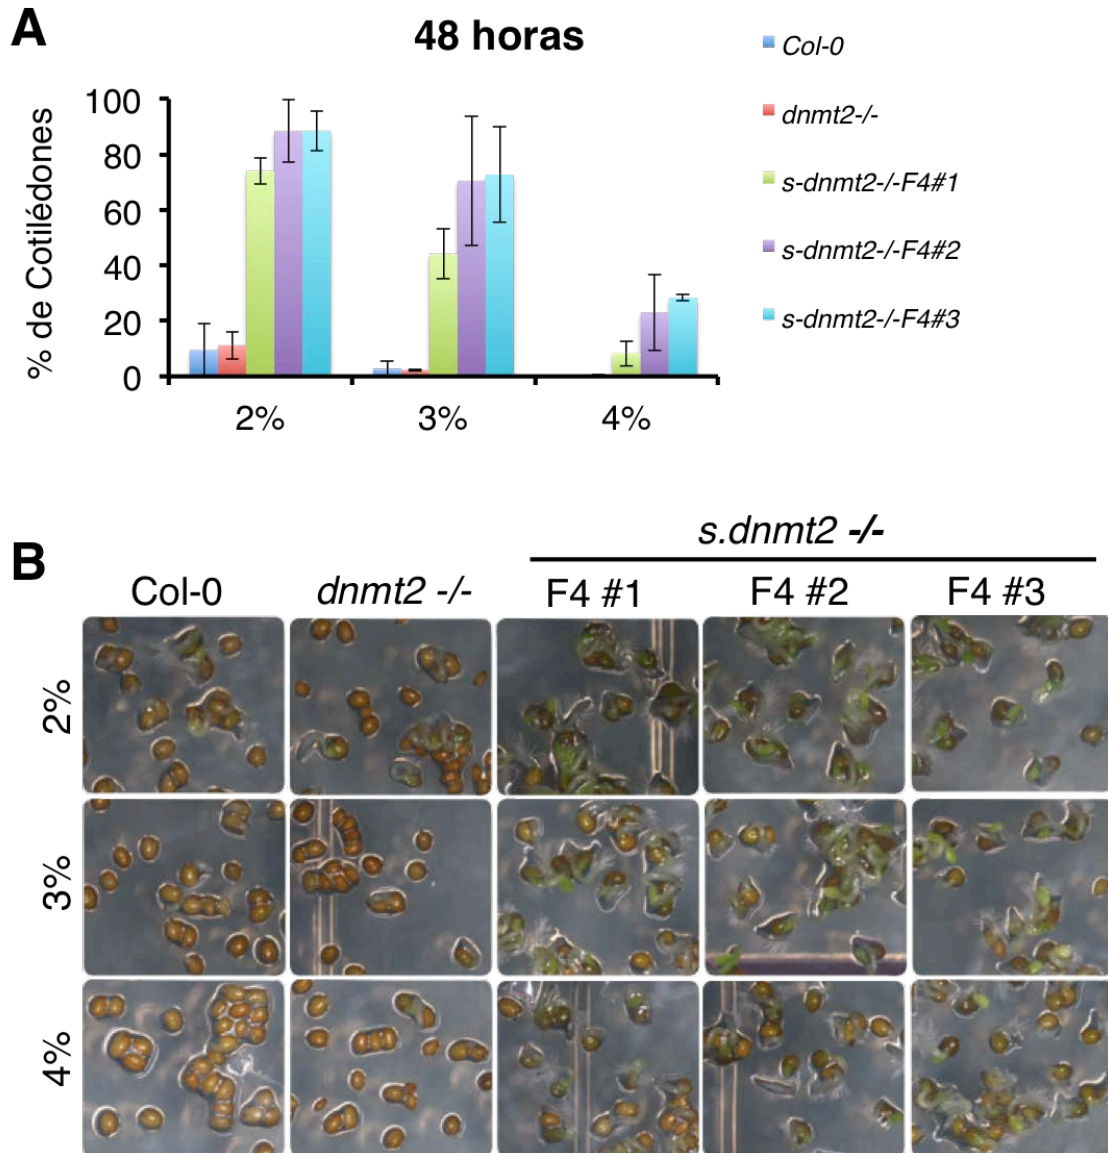 A
48 horas
Col-0
dnmt2-/-
s-dnmt2-/-F4#1
s-dnmt2-/-F4#2
s-dnmt2-/-F4#3
% de Cotilédones
100
80
60
40
20
0
2%
3%
4%
B
s.dnmt2 -/-
Col-0
dnmt2 -/-
F4 #1
F4 #2
F4 #3
2%
3%
4%